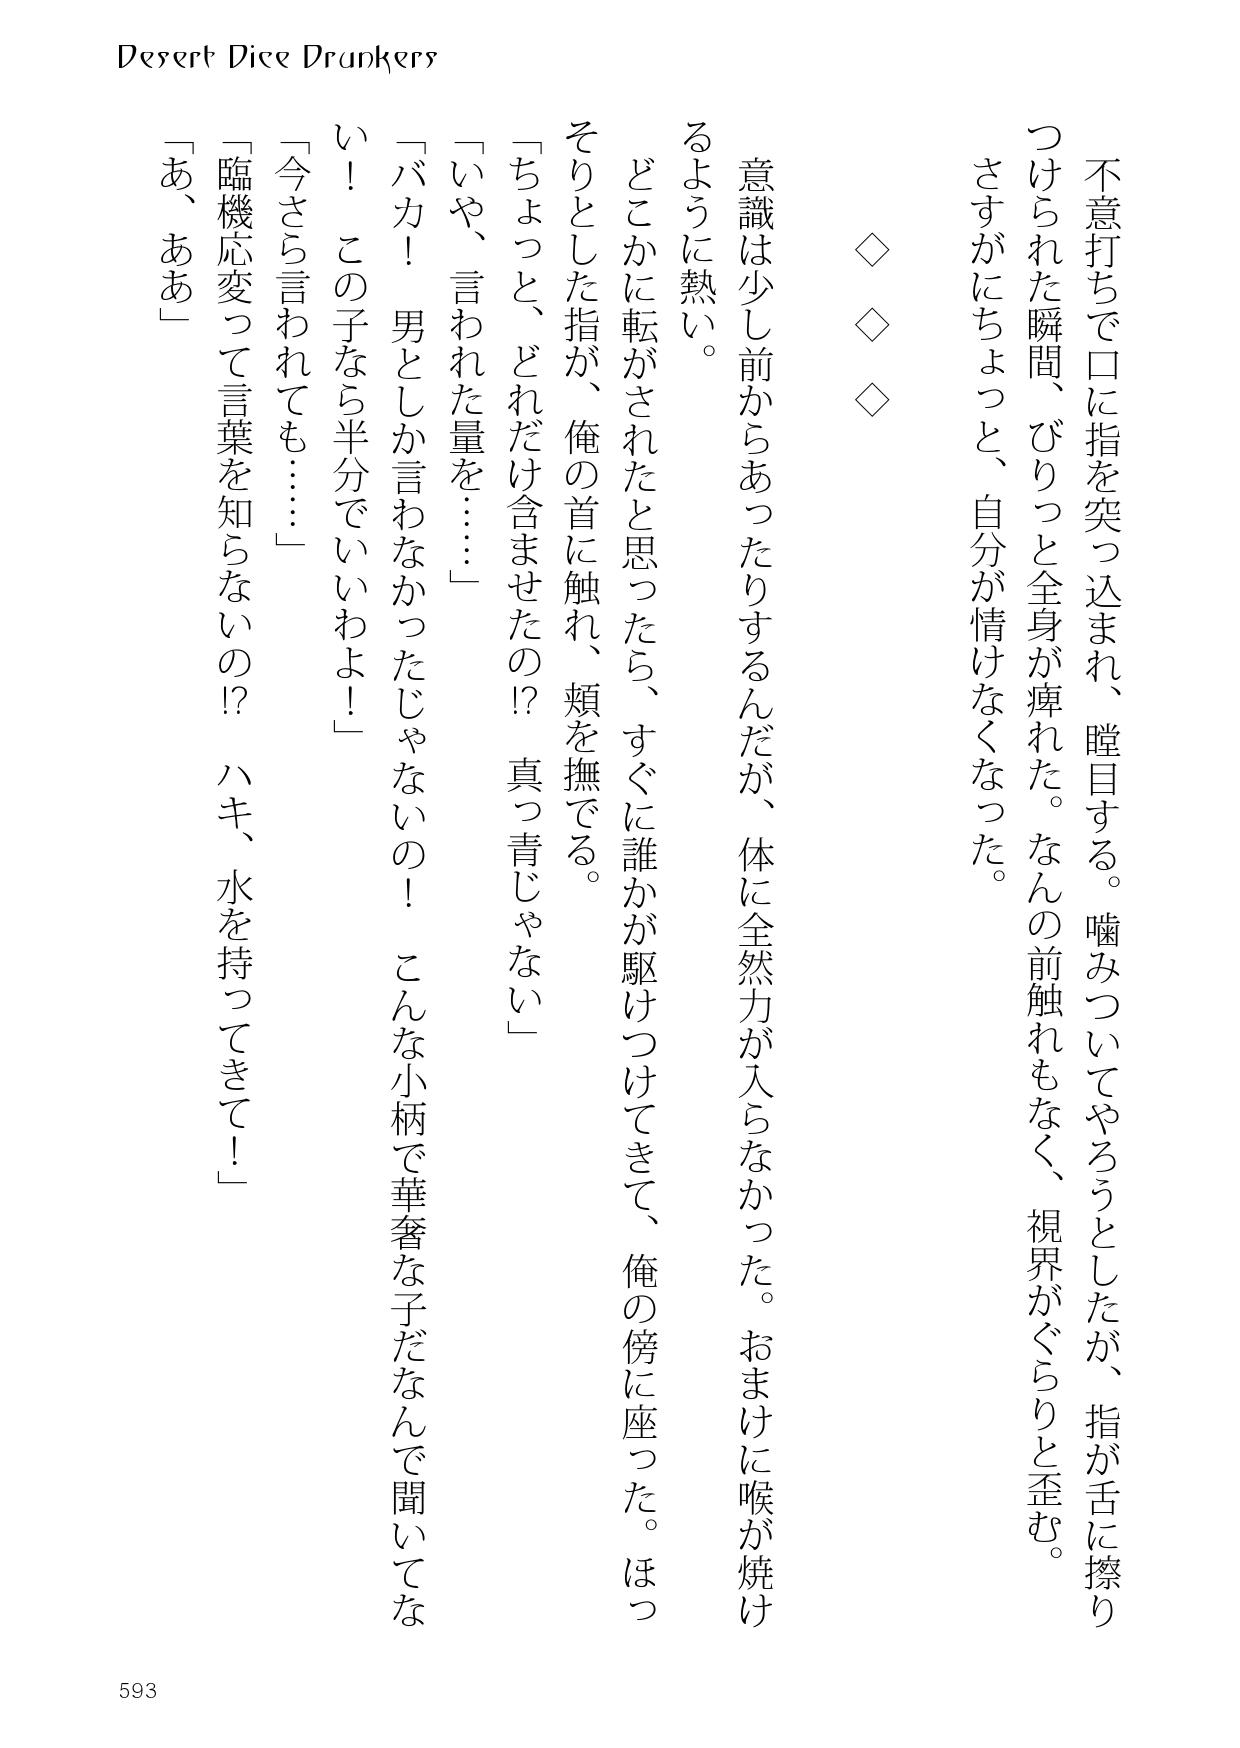 Desert Dice Drunkers
　不意打ちで口に指を突っ込まれ、瞠目する。噛みついてやろうとしたが、指が舌に擦り
つけられた瞬間、びりっと全身が痺れた。なんの前触れもなく、視界がぐらりと歪む。
　さすがにちょっと、自分が情けなくなった。
◇　◇　◇
　意識は少し前からあったりするんだが、体に全然力が入らなかった。おまけに喉が焼け
るように熱い。
　どこかに転がされたと思ったら、すぐに誰かが駆けつけてきて、俺の傍に座った。ほっ
そりとした指が、俺の首に触れ、頬を撫でる。
「ちょっと、どれだけ含ませたの!?　真っ青じゃない」
「いや、言われた量を……」
「バカ！　男としか言わなかったじゃないの！　こんな小柄で華奢な子だなんて聞いてな
い！　この子なら半分でいいわよ！」
「今さら言われても……」
「臨機応変って言葉を知らないの!?　ハキ、水を持ってきて！」
「あ、ああ」
593